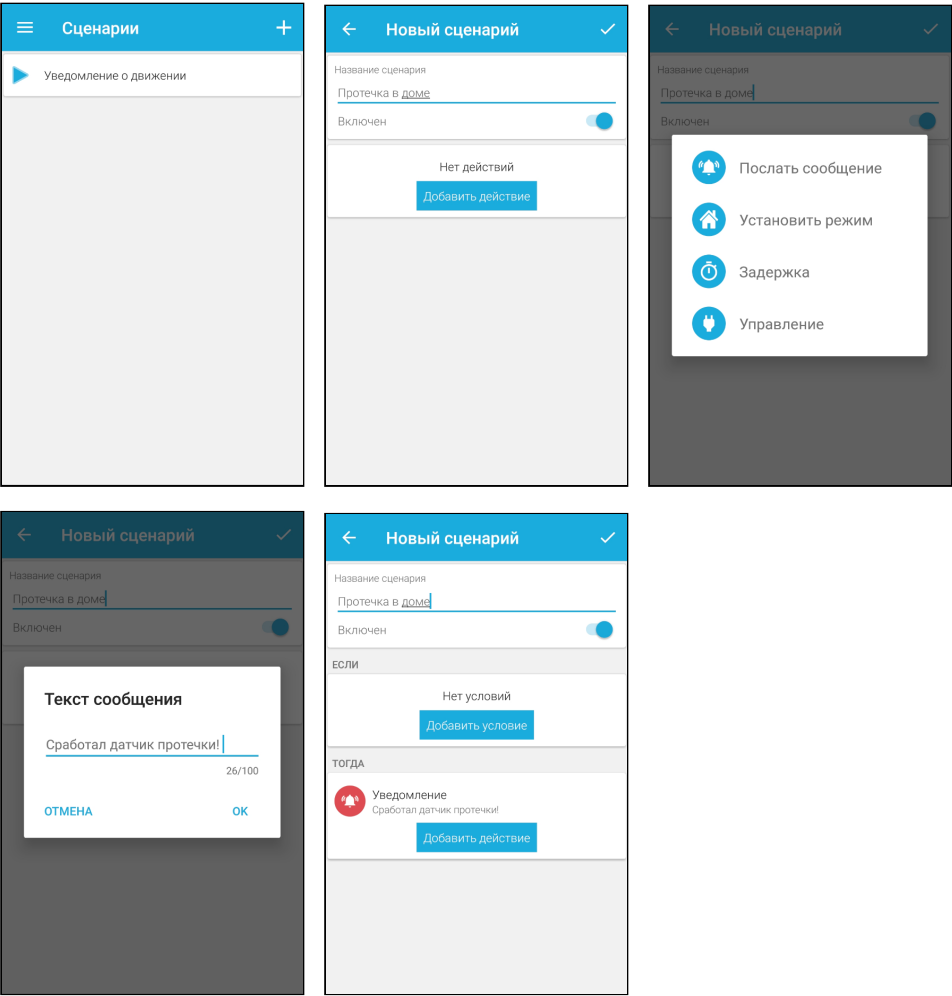 Сценарии
Уведомление о движении
Новый сценарий
Название сценария
Протечка в доме
Включен
Нет действий
Добавить действие
Новый сценарий
Название сценария
Протечка в доме
Включен
Послать сообщение
Установить режим
Задержка
Управление
Новый сценарий
Название сценария
Протечка в доме
Включен
Текст сообщения
Сработал датчик протечки!
26/100
ОТМЕНА
OK
Новый сценарий
Название сценария
Протечка в доме
Включен
ЕСЛИ
Нет условий
Добавить условие
ТОГДА
Уведомление
Сработал датчик протечки!
Добавить действие